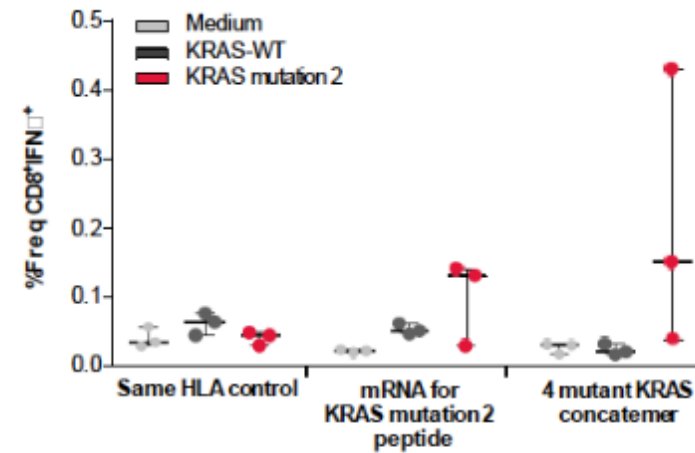 0.5
0.4
0.3
0.2
0.1
0.0
%Freq CD8⁺IFN□⁺
Medium
KRAS-WT
KRAS mutation 2
Same HLA control
mRNA for
KRAS mutation 2
peptide
4 mutant KRAS
concatemer